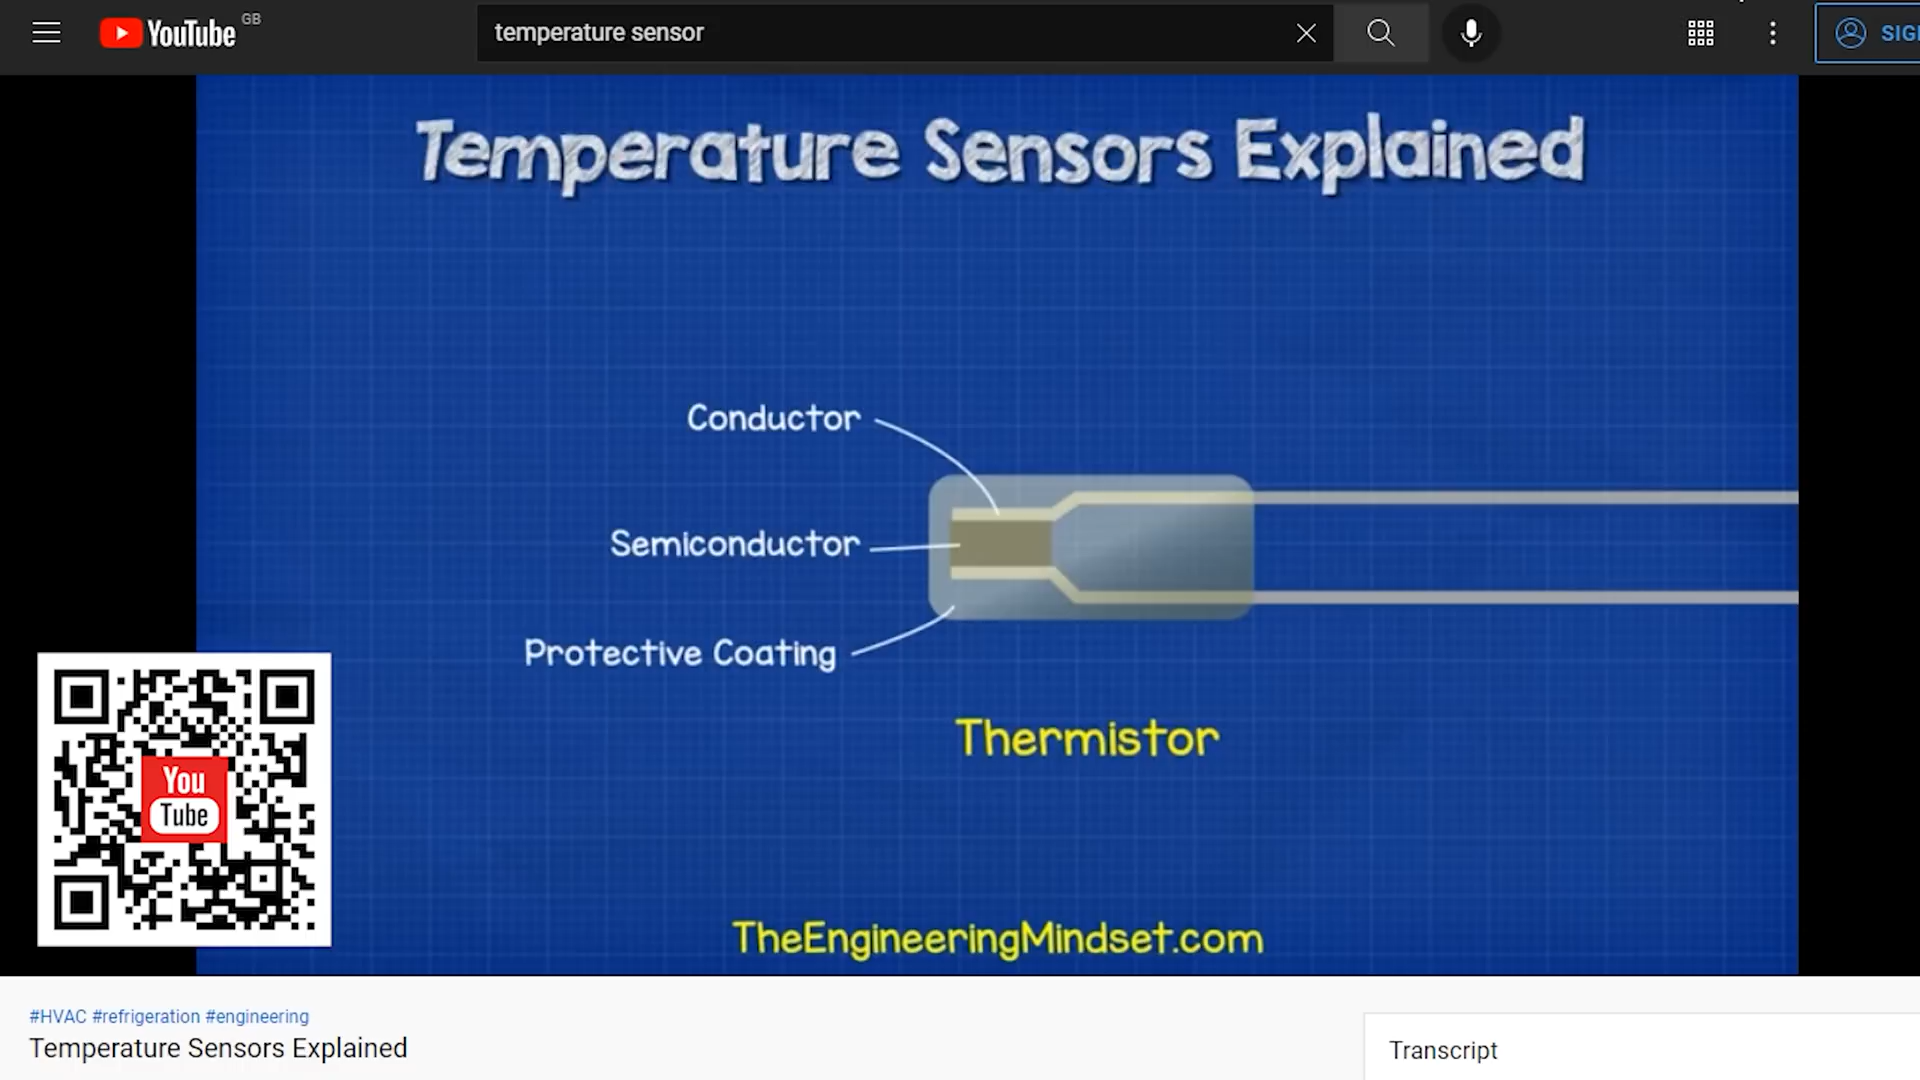 YouTube GB
temperature sensor
SIG
Temperature Sensors Explained
Conductor
Semiconductor
Protective Coating
Thermistor
You
Tube
TheEngineeringMindset.com
#HVAC #refrigeration #engineering
Temperature Sensors Explained
Transcript